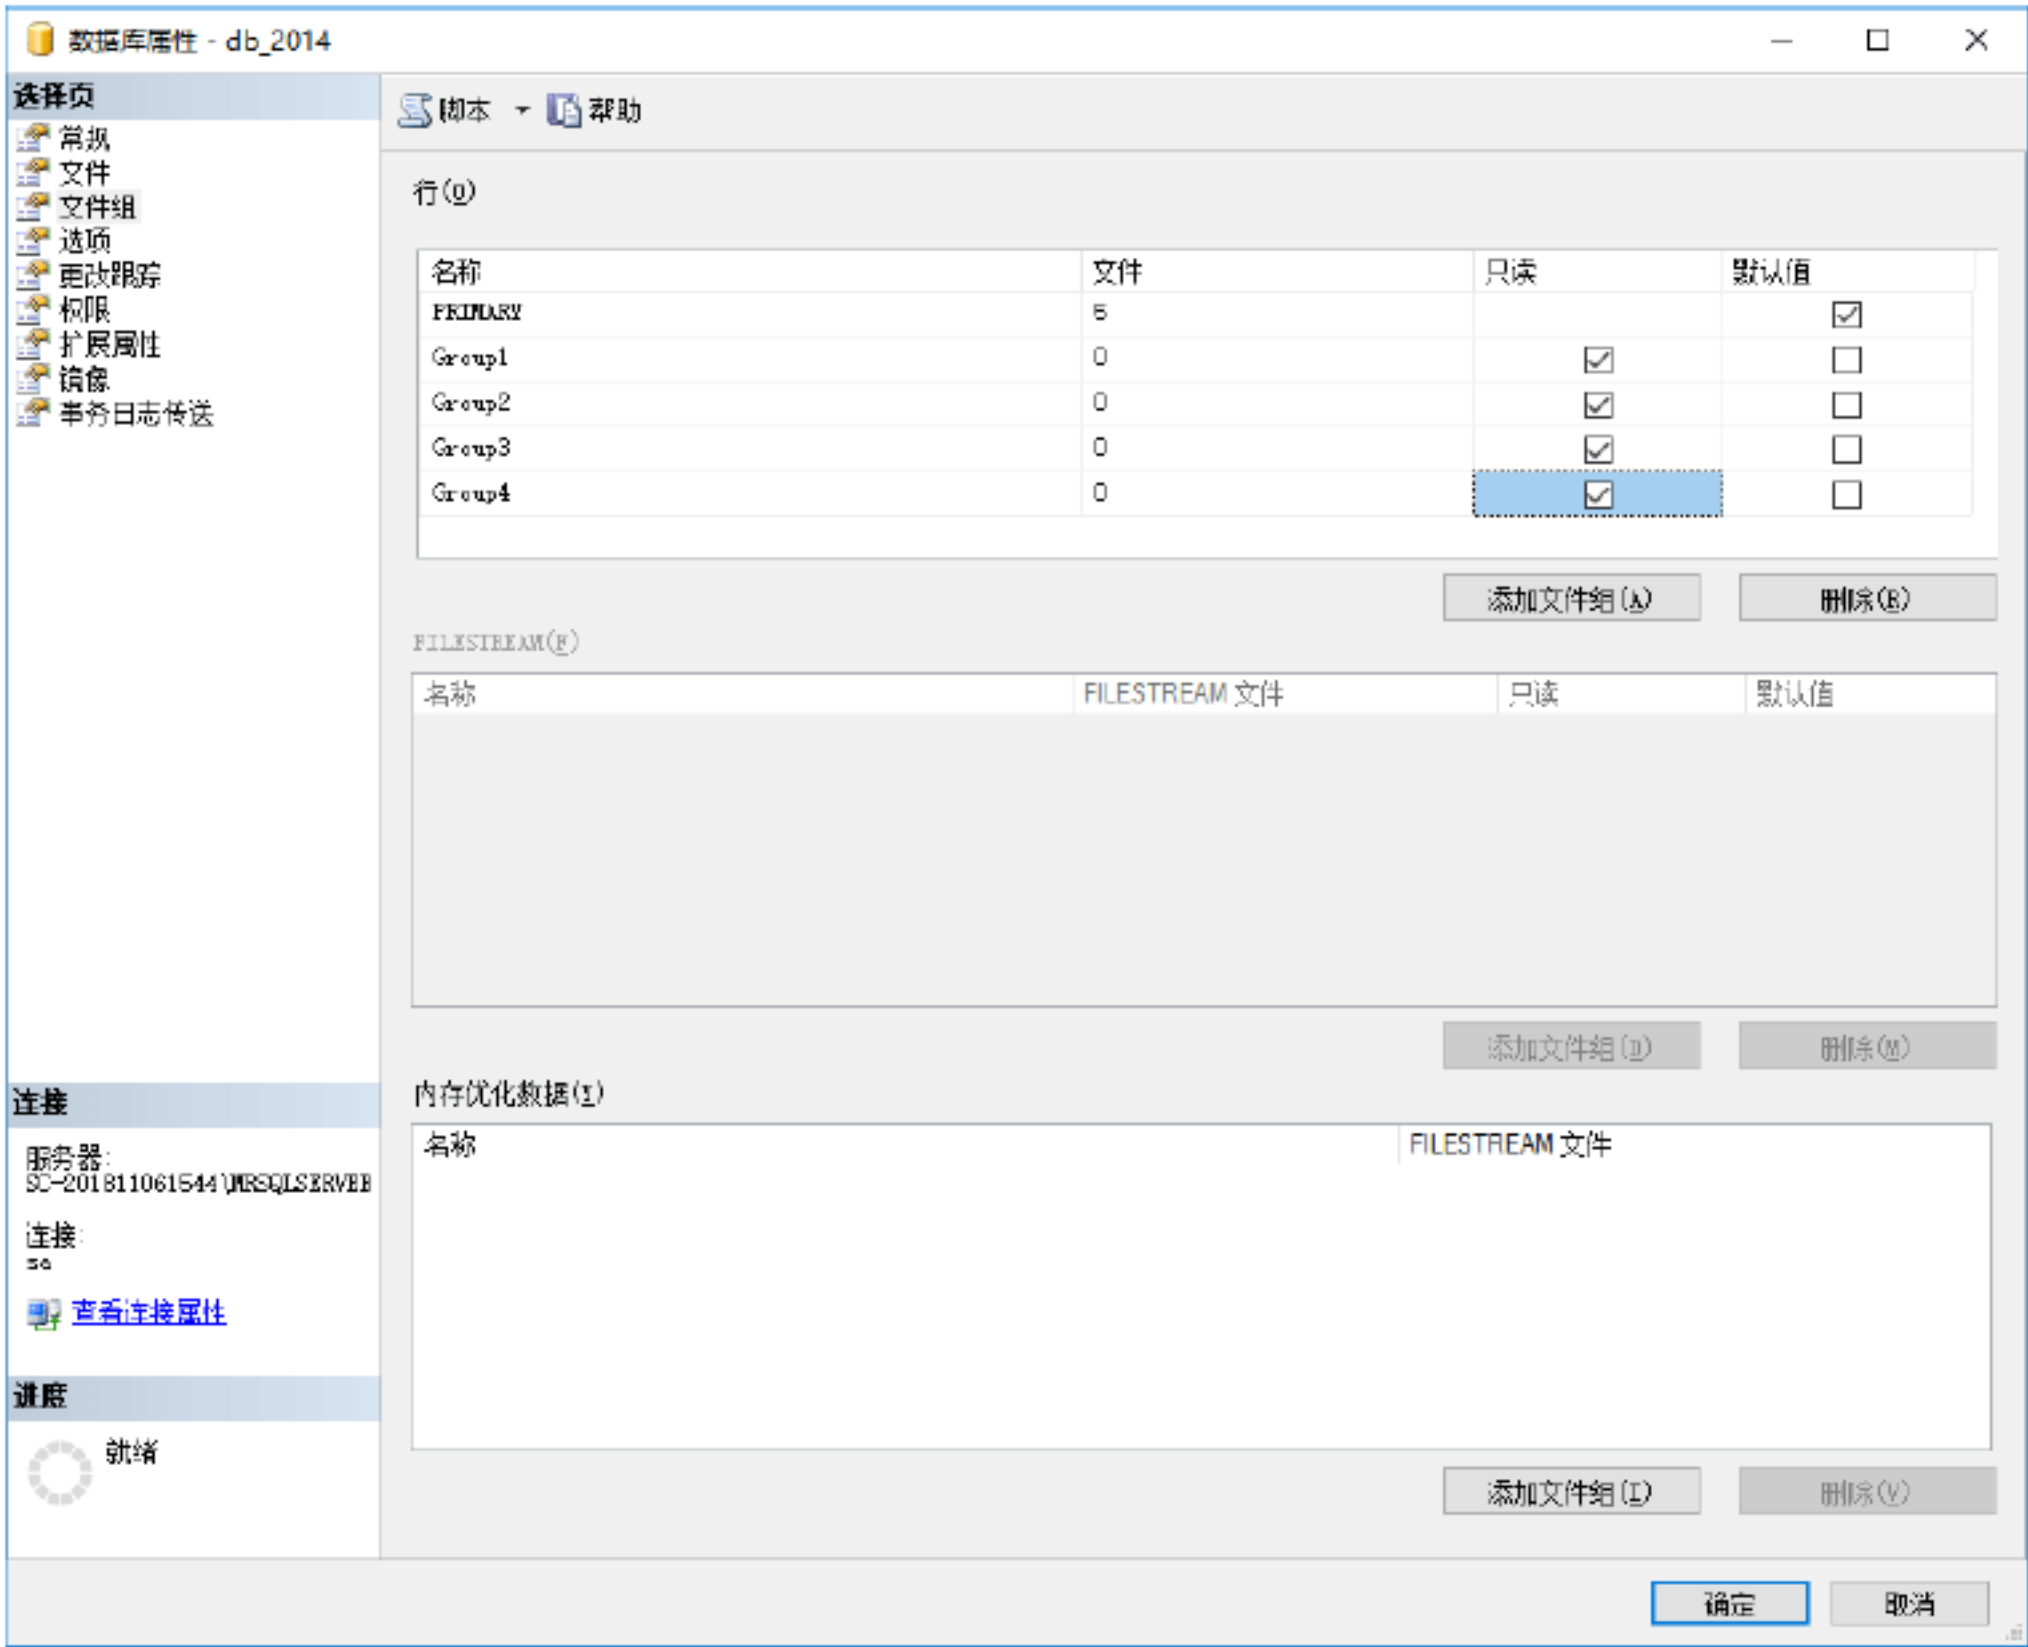 数据库属性 - db_2014
选择页
常规
文件
文件组
选项
更改跟踪
权限
扩展属性
镜像
事务日志传送
连接
服务器:
SC-201811061544\MRSQLSERVER
连接:
sa
查看连接属性
进度
就绪
脚本 帮助
行(O)
名称 文件 只读 默认值
PRIMARY 5
Group1 0
Group2 0
Group3 0
Group4 0
添加文件组(A) 删除(R)
FILESTREAM(F)
名称 FILESTREAM 文件 只读 默认值
添加文件组(D) 删除(M)
内存优化数据(Y)
名称 FILESTREAM 文件
添加文件组(I) 删除(V)
确定 取消